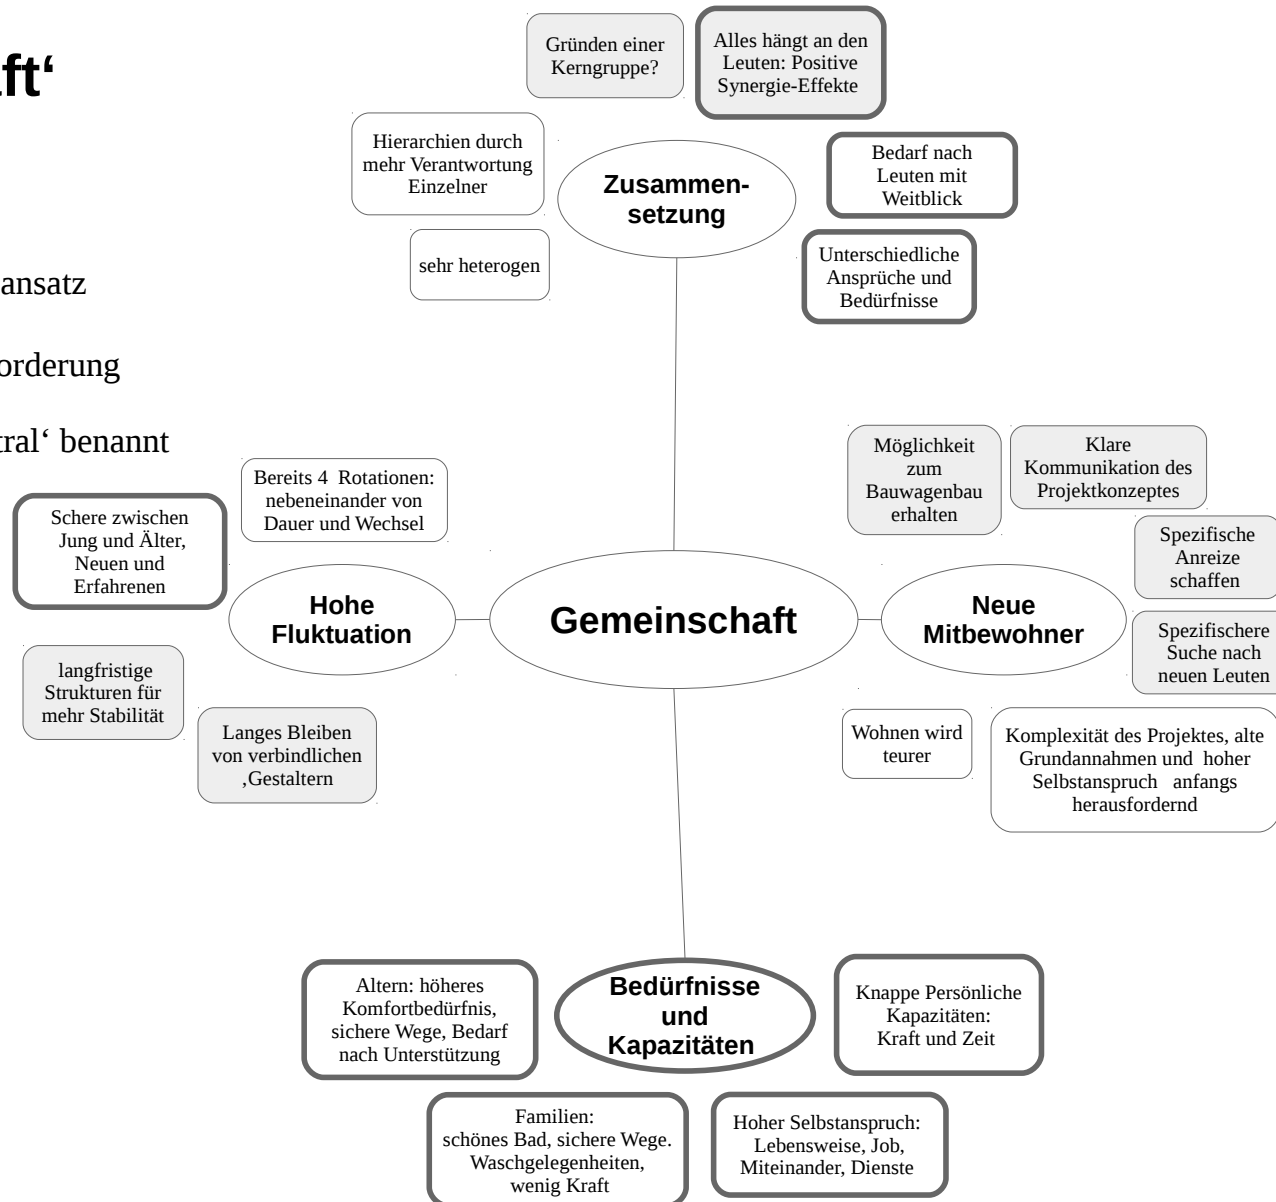 ft‘
ansatz
orderung
tral‘ benannt
Gründen einer
Kerngruppe?
Alles hängt an den
Leuten: Positive
Synergie-Effekte
Hierarchien durch
mehr Verantwortung
Einzelner
Zusammen-
setzung
Bedarf nach
Leuten mit
Weitblick
sehr heterogen
Unterschiedliche
Ansprüche und
Bedürfnisse
Bereits 4 Rotationen:
nebeneinander von
Dauer und Wechsel
Schere zwischen
Jung und Älter,
Neuen und
Erfahrenen
Hohe
Fluktuation
langfristige
Strukturen für
mehr Stabilität
Langes Bleiben
von verbindlichen
‚Gestaltern
Gemeinschaft
Möglichkeit
zum
Bauwagenbau
erhalten
Klare
Kommunikation des
Projektkonzeptes
Spezifische
Anreize
schaffen
Neue
Mitbewohner
Spezifischere
Suche nach
neuen Leuten
Wohnen wird
teurer
Komplexität des Projektes, alte
Grundannahmen und hoher
Selbstanspruch anfangs
herausfordernd
Altern: höheres
Komfortbedürfnis,
sichere Wege, Bedarf
nach Unterstützung
Bedürfnisse
und
Kapazitäten
Knappe Persönliche
Kapazitäten:
Kraft und Zeit
Familien:
schönes Bad, sichere Wege.
Waschgelegenheiten,
wenig Kraft
Hoher Selbstanspruch:
Lebensweise, Job,
Miteinander, Dienste